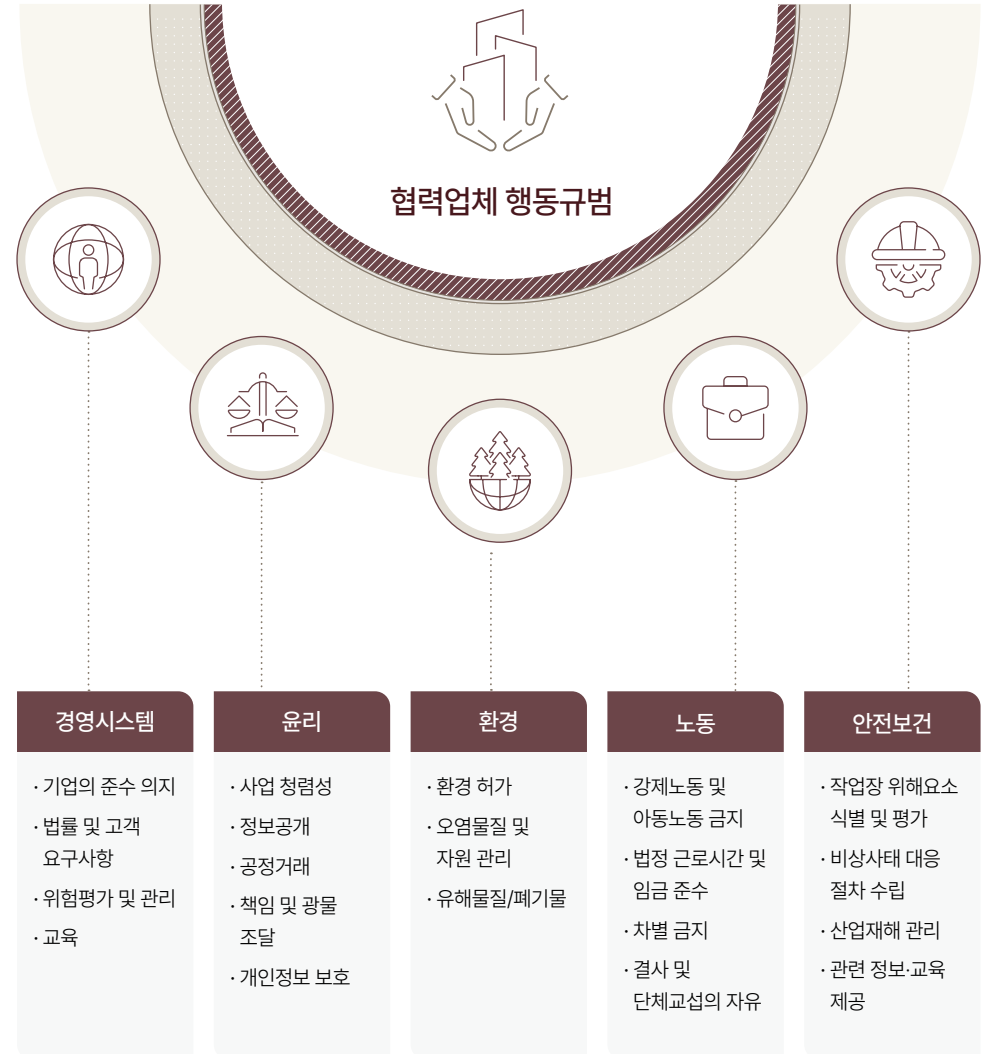 협력업체 행동규범
경영시스템
· 기업의 준수 의지
· 법률 및 고객
요구사항
· 위험평가 및 관리
· 교육
윤리
· 사업 청렴성
· 정보공개
· 공정거래
· 책임 및 광물
조달
· 개인정보 보호
환경
· 환경 허가
· 오염물질 및
자원 관리
· 유해물질/폐기물
노동
· 강제노동 및
아동노동 금지
· 법정 근로시간 및
임금 준수
· 차별 금지
· 결사 및
단체교섭의 자유
안전보건
· 작업장 위해요소
식별 및 평가
· 비상사태 대응
절차 수립
· 산업재해 관리
· 관련 정보·교육
제공